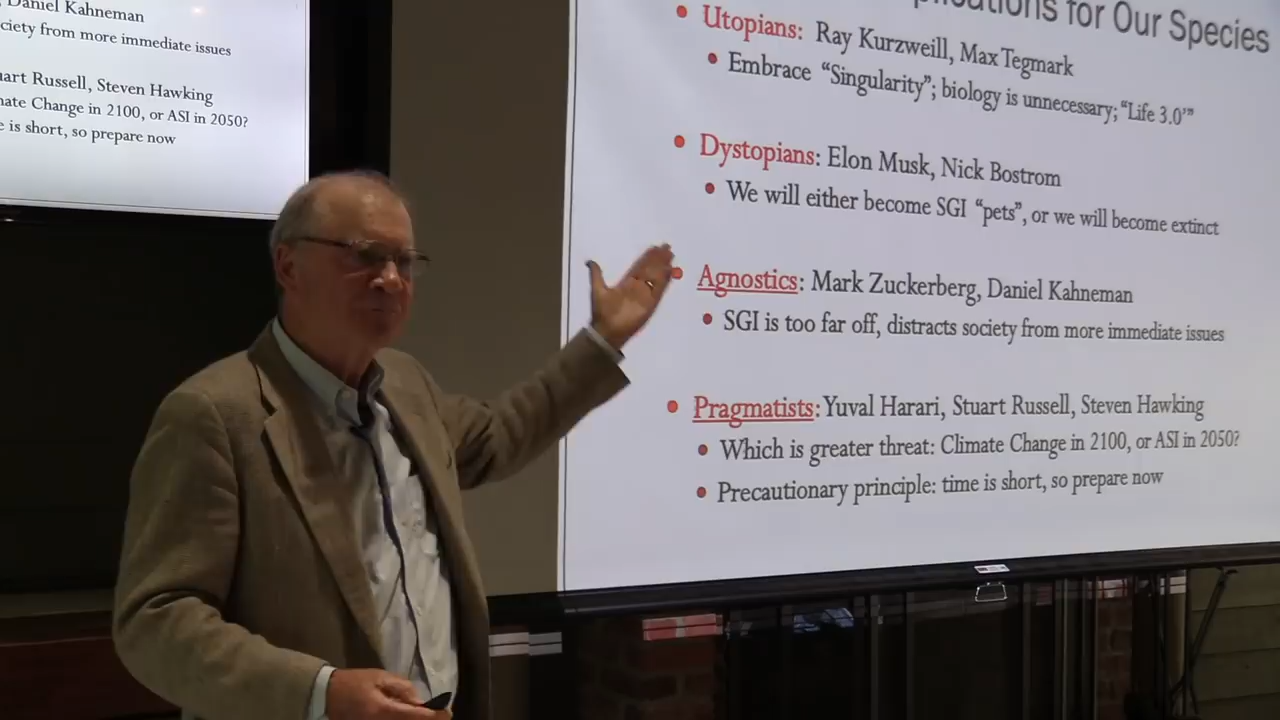 Daniel Kahneman
ciety from more immediate issues
art Russell, Steven Hawking
ate Change in 2100, or ASI in 2050?
e is short, so prepare now
plications for Our Species
• Utopians: Ray Kurzweill, Max Tegmark
• Embrace “Singularity”; biology is unnecessary; “Life 3.0’”
• Dystopians: Elon Musk, Nick Bostrom
• We will either become SGI “pets”, or we will become extinct
• Agnostics: Mark Zuckerberg, Daniel Kahneman
• SGI is too far off, distracts society from more immediate issues
• Pragmatists: Yuval Harari, Stuart Russell, Steven Hawking
• Which is greater threat: Climate Change in 2100, or ASI in 2050?
• Precautionary principle: time is short, so prepare now